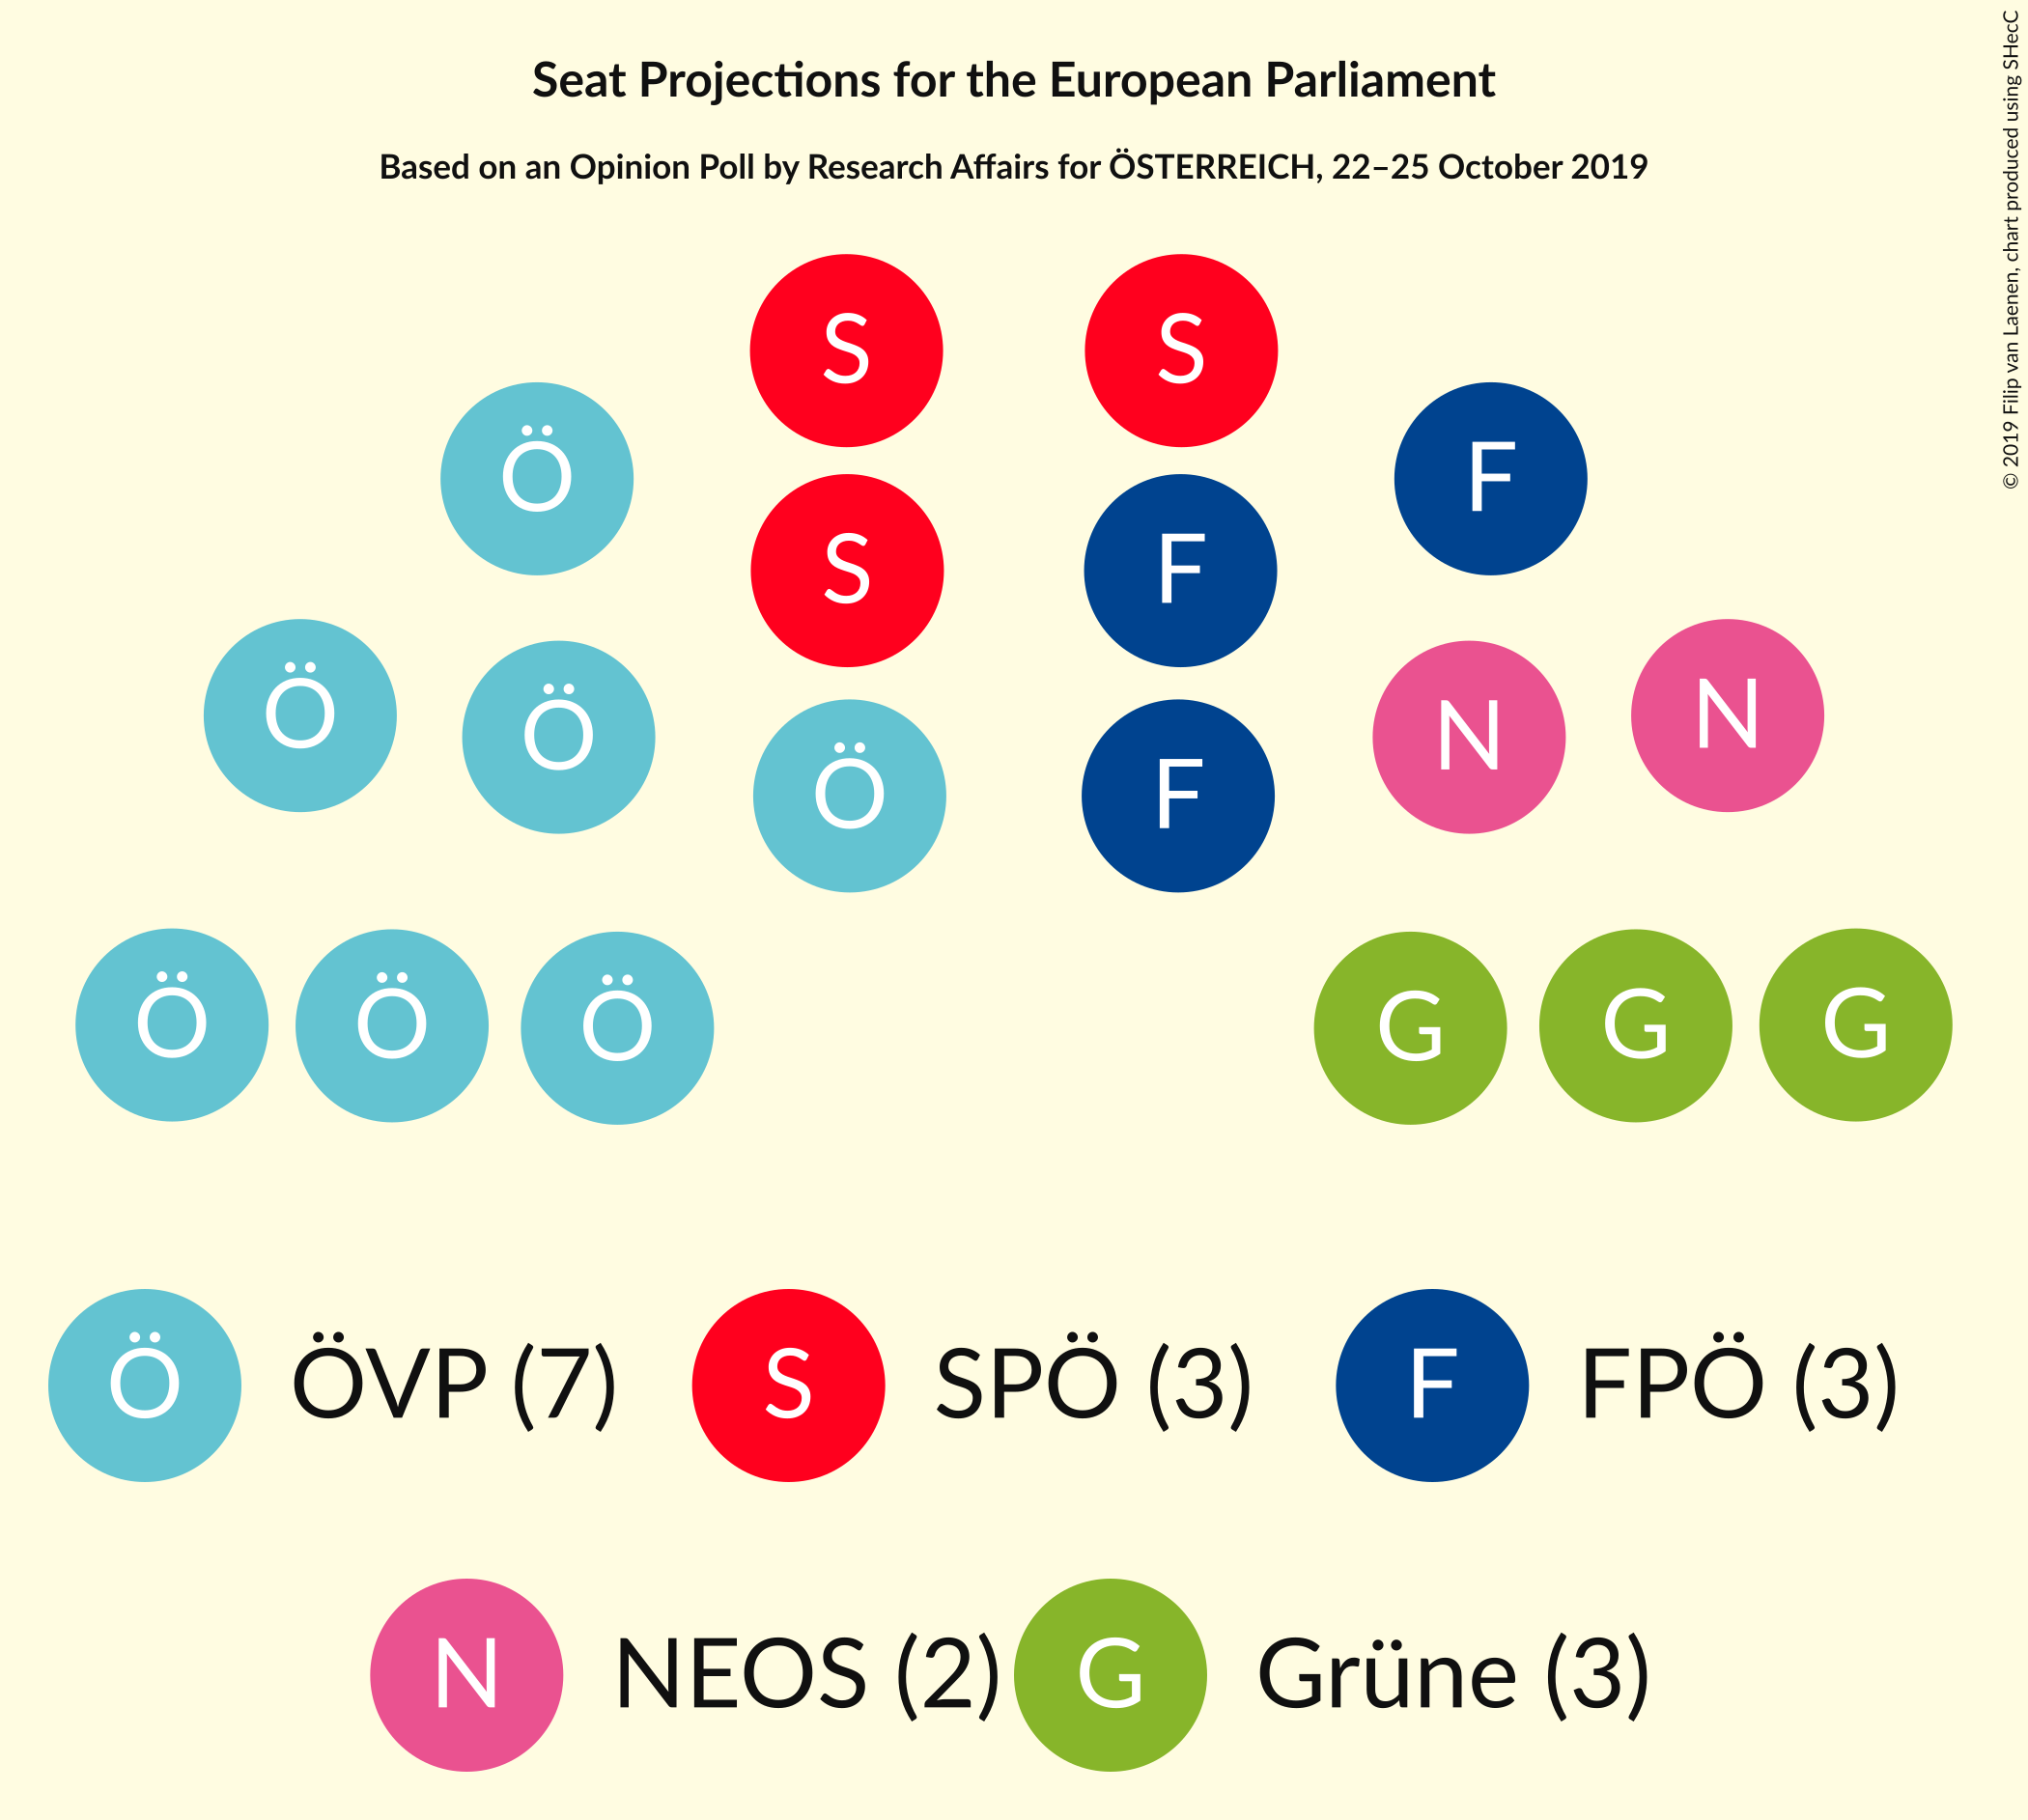 Seat Projections for the European Parliament
Based on an Opinion Poll by Research Affairs for ÖSTERREICH, 22–25 October 2019
© 2019 Filip van Laenen, chart produced using SHecC
S S
Ö F
S F
Ö N
Ö N
Ö F
Ö Ö Ö G G G
Ö ÖVP (7) S SPÖ (3) F FPÖ (3)
N NEOS (2) G Grüne (3)